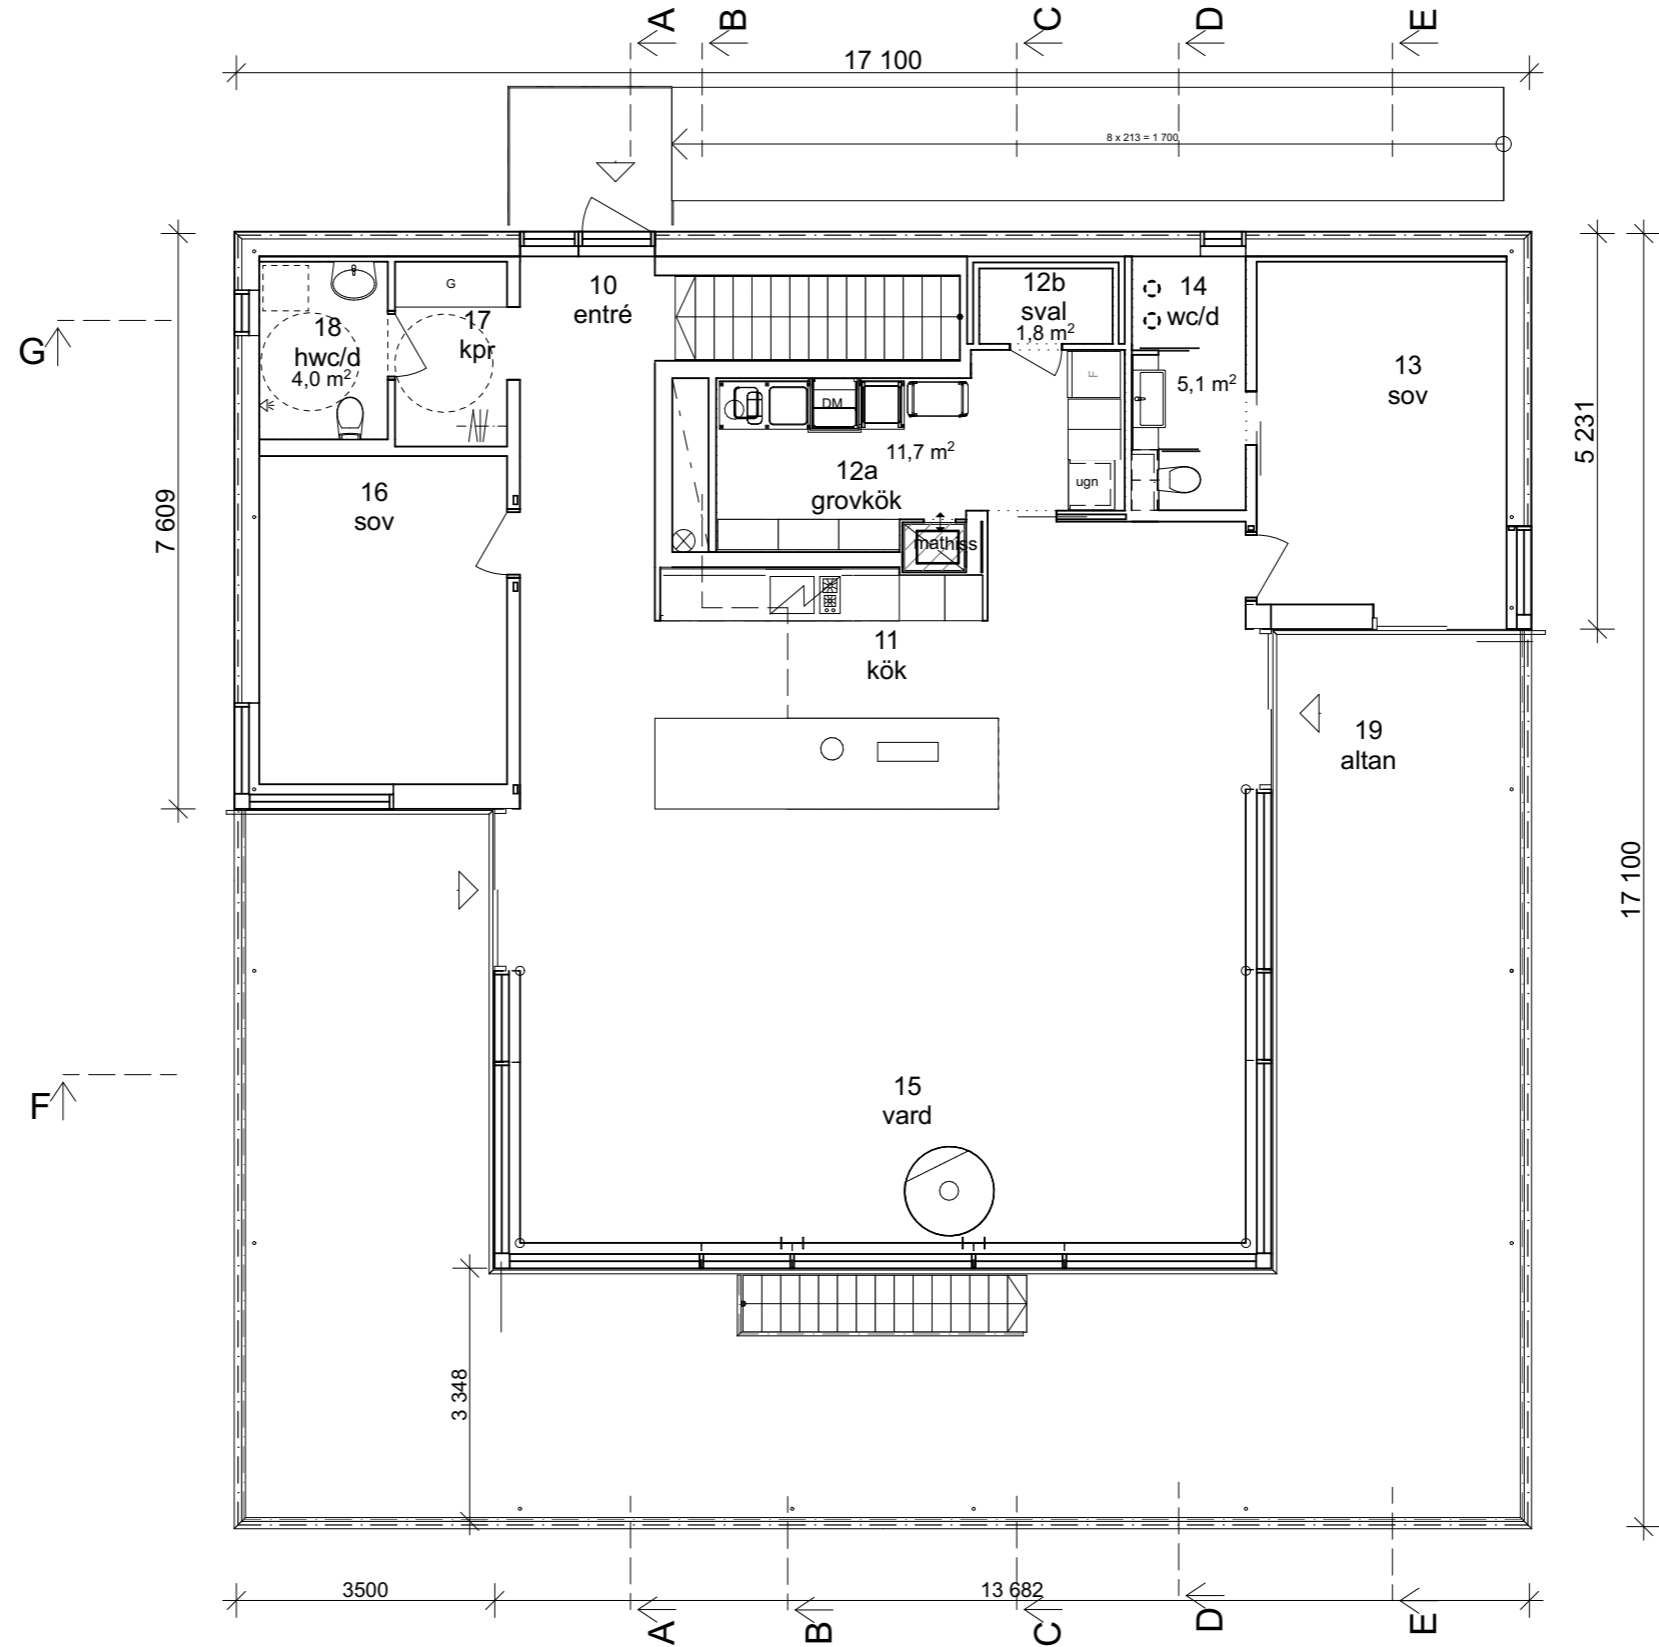 A
B
C
D
E
17 100
8 x 213 = 1 700
10
entré
12b
sval
1,8 m²
14
wc/d
5,1 m²
G
17
kpr
18
hwc/d
4,0 m²
G
13
sov
5 231
DM
F
11,7 m²
12a
grovkök
ugn
mathiss
16
sov
7 609
11
kök
19
altan
17 100
15
vard
F
3 348
3500
13 682
A
B
C
D
E